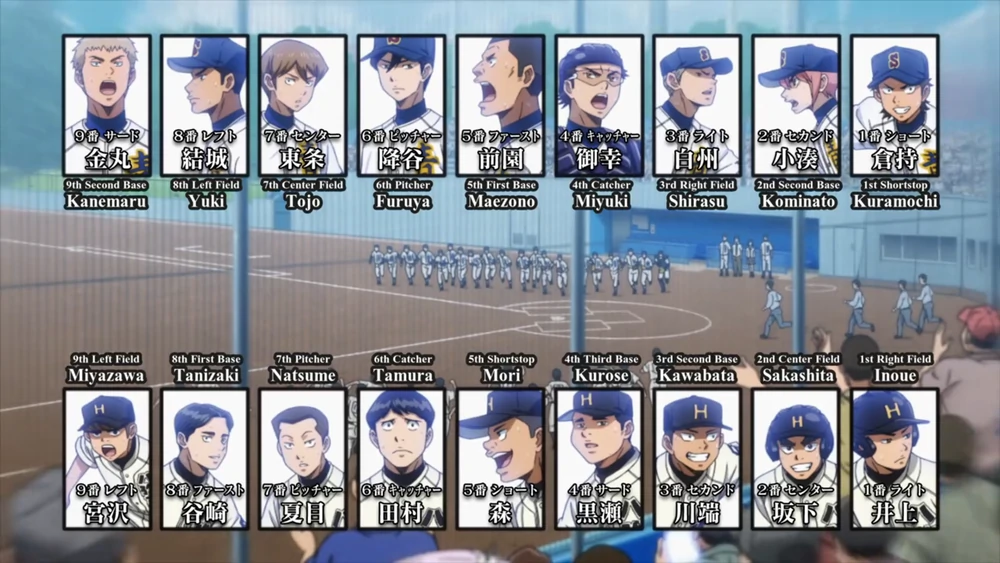 9番 サード
金丸
9th Second Base
Kanemaru
8番 レフト
結城
8th Left Field
Yuki
7番 センター
東条
7th Center Field
Tojo
6番 ピッチャー
降谷
6th Pitcher
Furuya
5番 ファースト
前園
5th First Base
Maezono
4番 キャッチャー
御幸
4th Catcher
Miyuki
3番 ライト
白州
3rd Right Field
Shirasu
2番 セカンド
小湊
2nd Second Base
Kominato
S
1番 ショート
倉持
1st Shortstop
Kuramochi
9th Left Field
Miyazawa
H
9番 レフト
宮沢
8th First Base
Tanizaki
8番 ファースト
谷崎
7th Pitcher
Natsume
7番 ピッチャー
夏目
6th Catcher
Tamura
6番 キャッチャー
田村
5th Shortstop
Mori
H
5番 ショート
森
4th Third Base
Kurose
H
4番 サード
黒瀬
3rd Second Base
Kawabata
H
3番 セカンド
川端
2nd Center Field
Sakashita
H
2番 センター
坂下
1st Right Field
Inoue
H
1番 ライト
井上